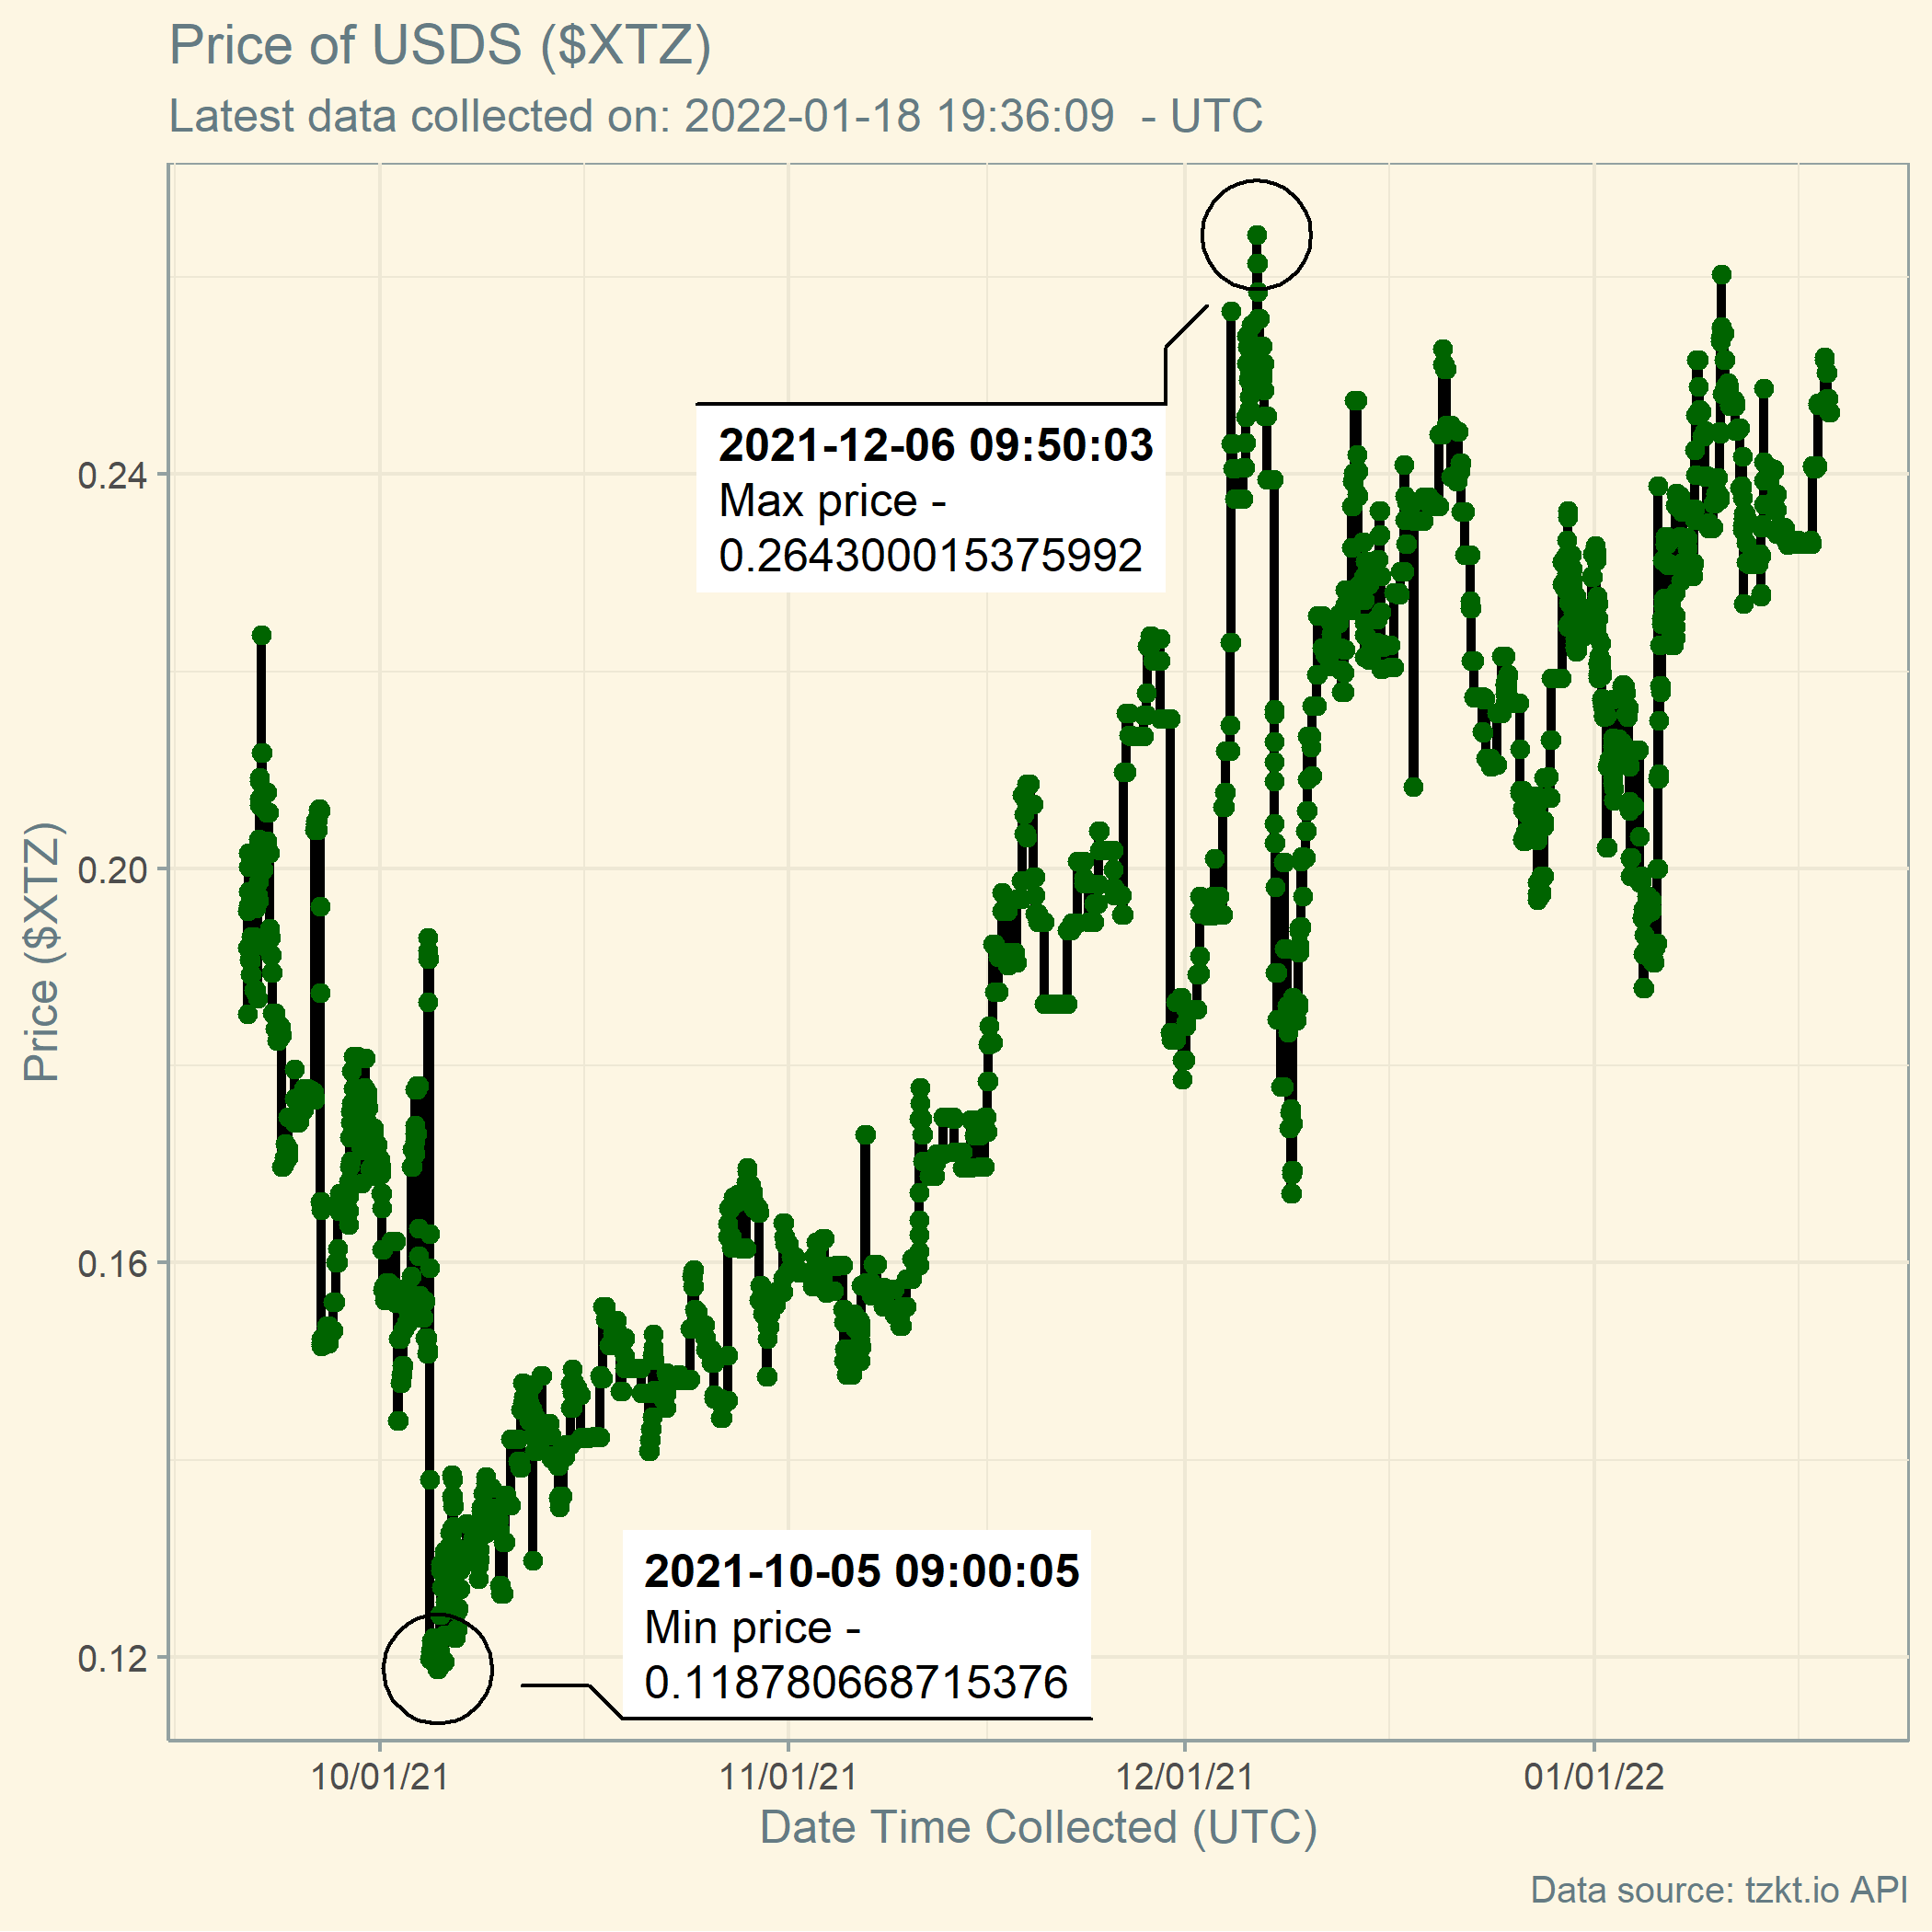 Price of USDS ($XTZ)
Latest data collected on: 2022-01-18 19:36:09  - UTC
2021-12-06 09:50:03
Max price -
0.264300015375992
0.24
0.20
0.16
0.12
Price ($XTZ)
2021-10-05 09:00:05
Min price -
0.118780668715376
10/01/21 11/01/21 12/01/21 01/01/22
Date Time Collected (UTC)
Data source: tzkt.io API